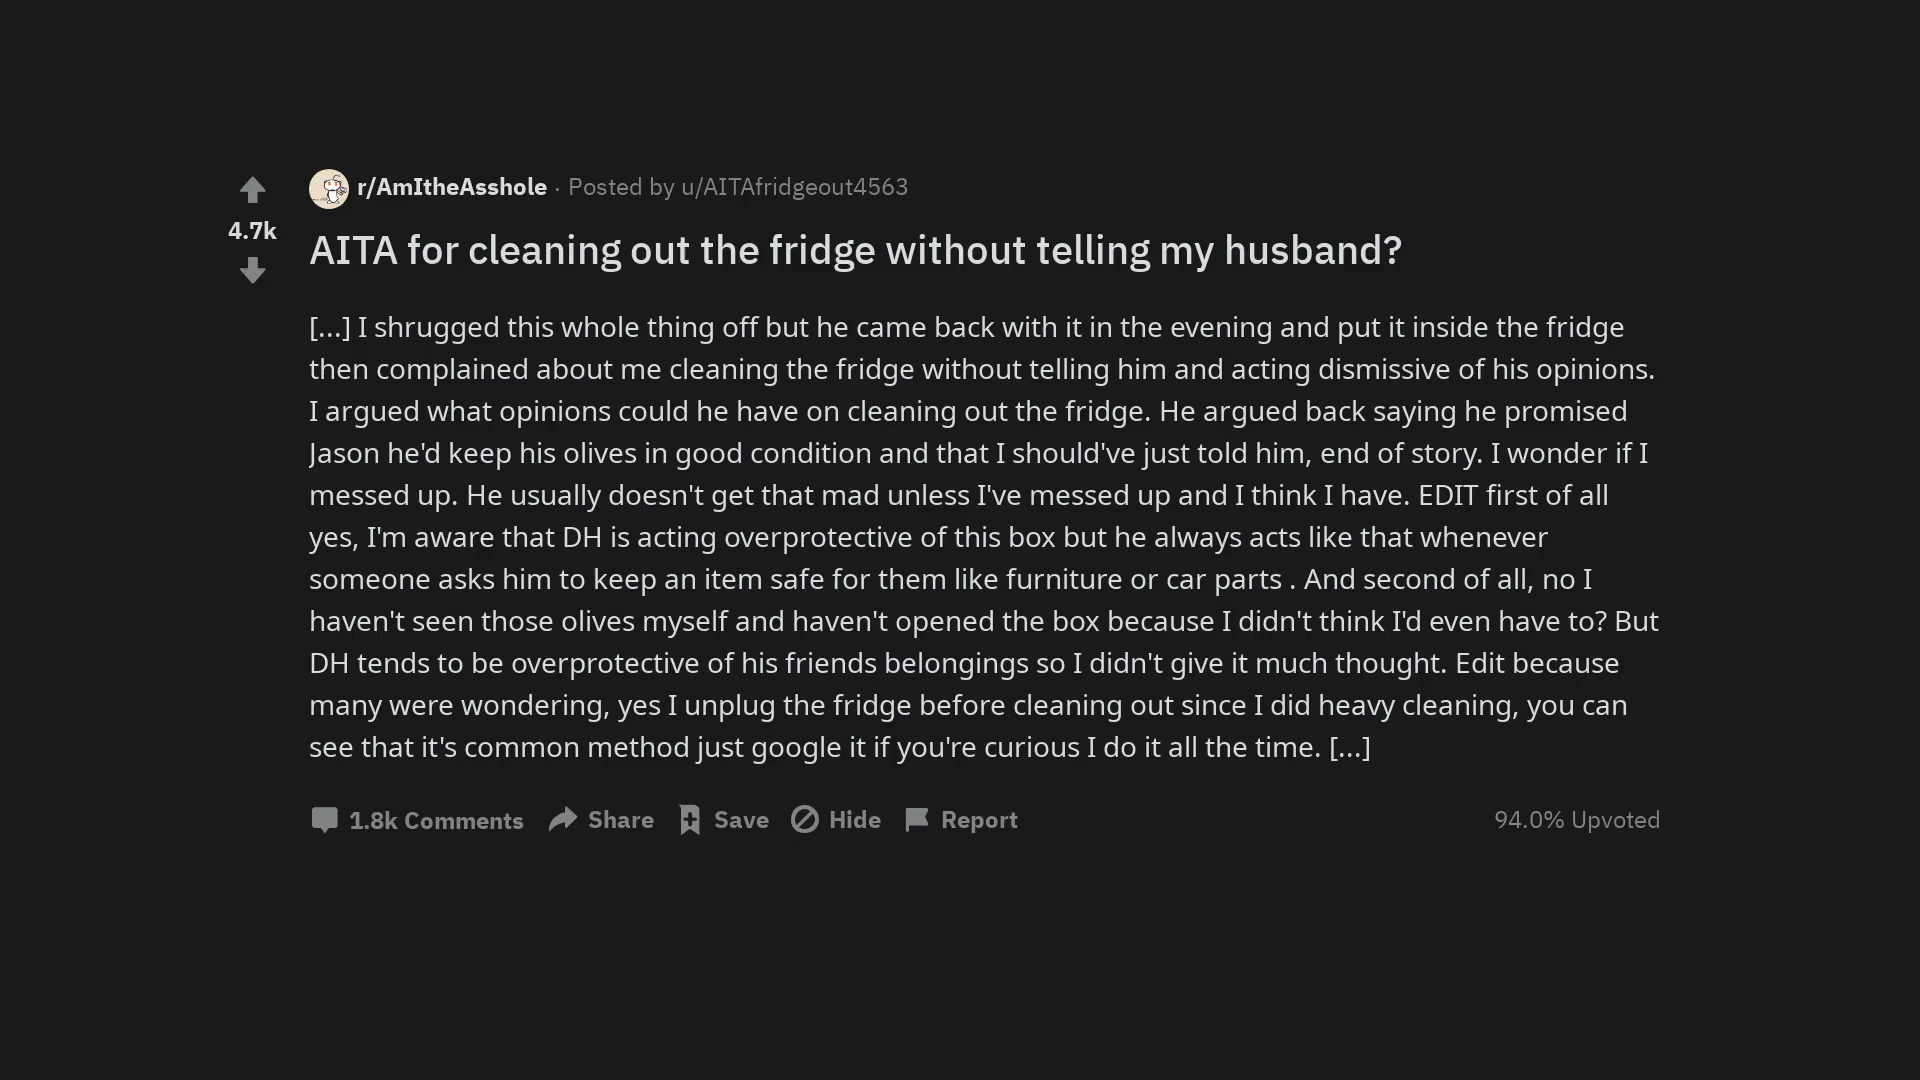 r/AmItheAsshole · Posted by u/AITAfridgeout4563
4.7k
AITA for cleaning out the fridge without telling my husband?
[...] I shrugged this whole thing off but he came back with it in the evening and put it inside the fridge
then complained about me cleaning the fridge without telling him and acting dismissive of his opinions.
I argued what opinions could he have on cleaning out the fridge. He argued back saying he promised
Jason he'd keep his olives in good condition and that I should've just told him, end of story. I wonder if I
messed up. He usually doesn't get that mad unless I've messed up and I think I have. EDIT first of all
yes, I'm aware that DH is acting overprotective of this box but he always acts like that whenever
someone asks him to keep an item safe for them like furniture or car parts . And second of all, no I
haven't seen those olives myself and haven't opened the box because I didn't think I'd even have to? But
DH tends to be overprotective of his friends belongings so I didn't give it much thought. Edit because
many were wondering, yes I unplug the fridge before cleaning out since I did heavy cleaning, you can
see that it's common method just google it if you're curious I do it all the time. [...]
1.8k Comments Share Save Hide Report 94.0% Upvoted